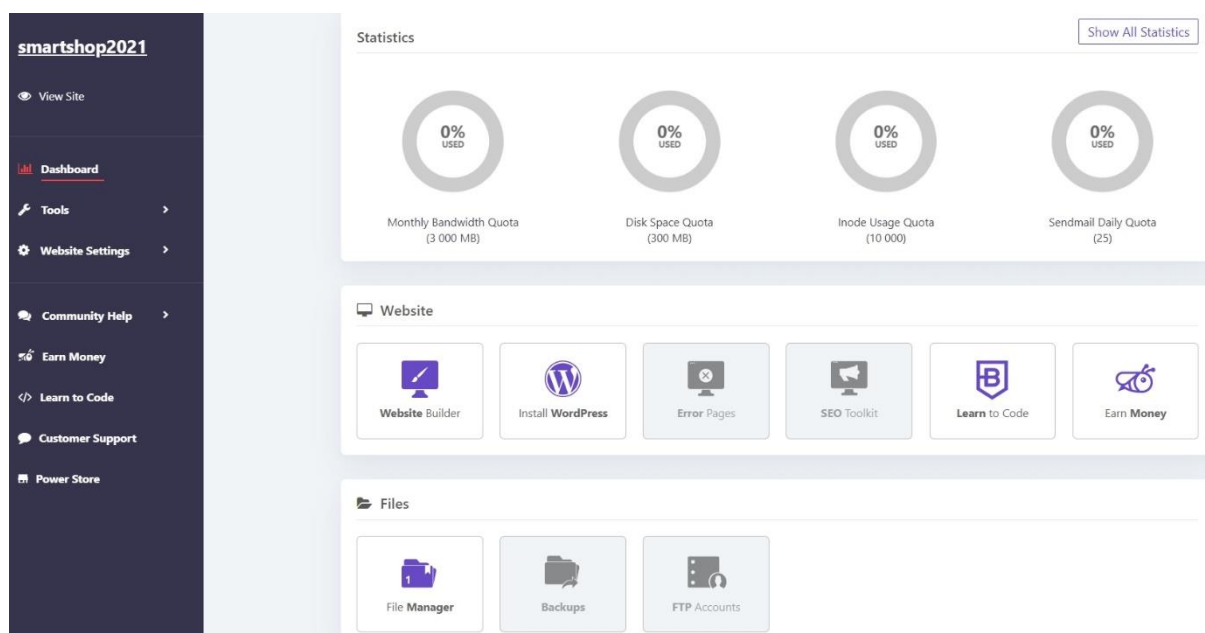 smartshop2021
View Site
Dashboard
Tools
Website Settings
Community Help
Earn Money
Learn to Code
Customer Support
Power Store
Statistics
Show All Statistics
0%
USED
Monthly Bandwidth Quota
(3 000 MB)
0%
USED
Disk Space Quota
(300 MB)
0%
USED
Inode Usage Quota
(10 000)
0%
USED
Sendmail Daily Quota
(25)
Website
Website Builder
Install WordPress
Error Pages
SEO Toolkit
B
Learn to Code
Earn Money
Files
1
File Manager
Backups
FTP Accounts